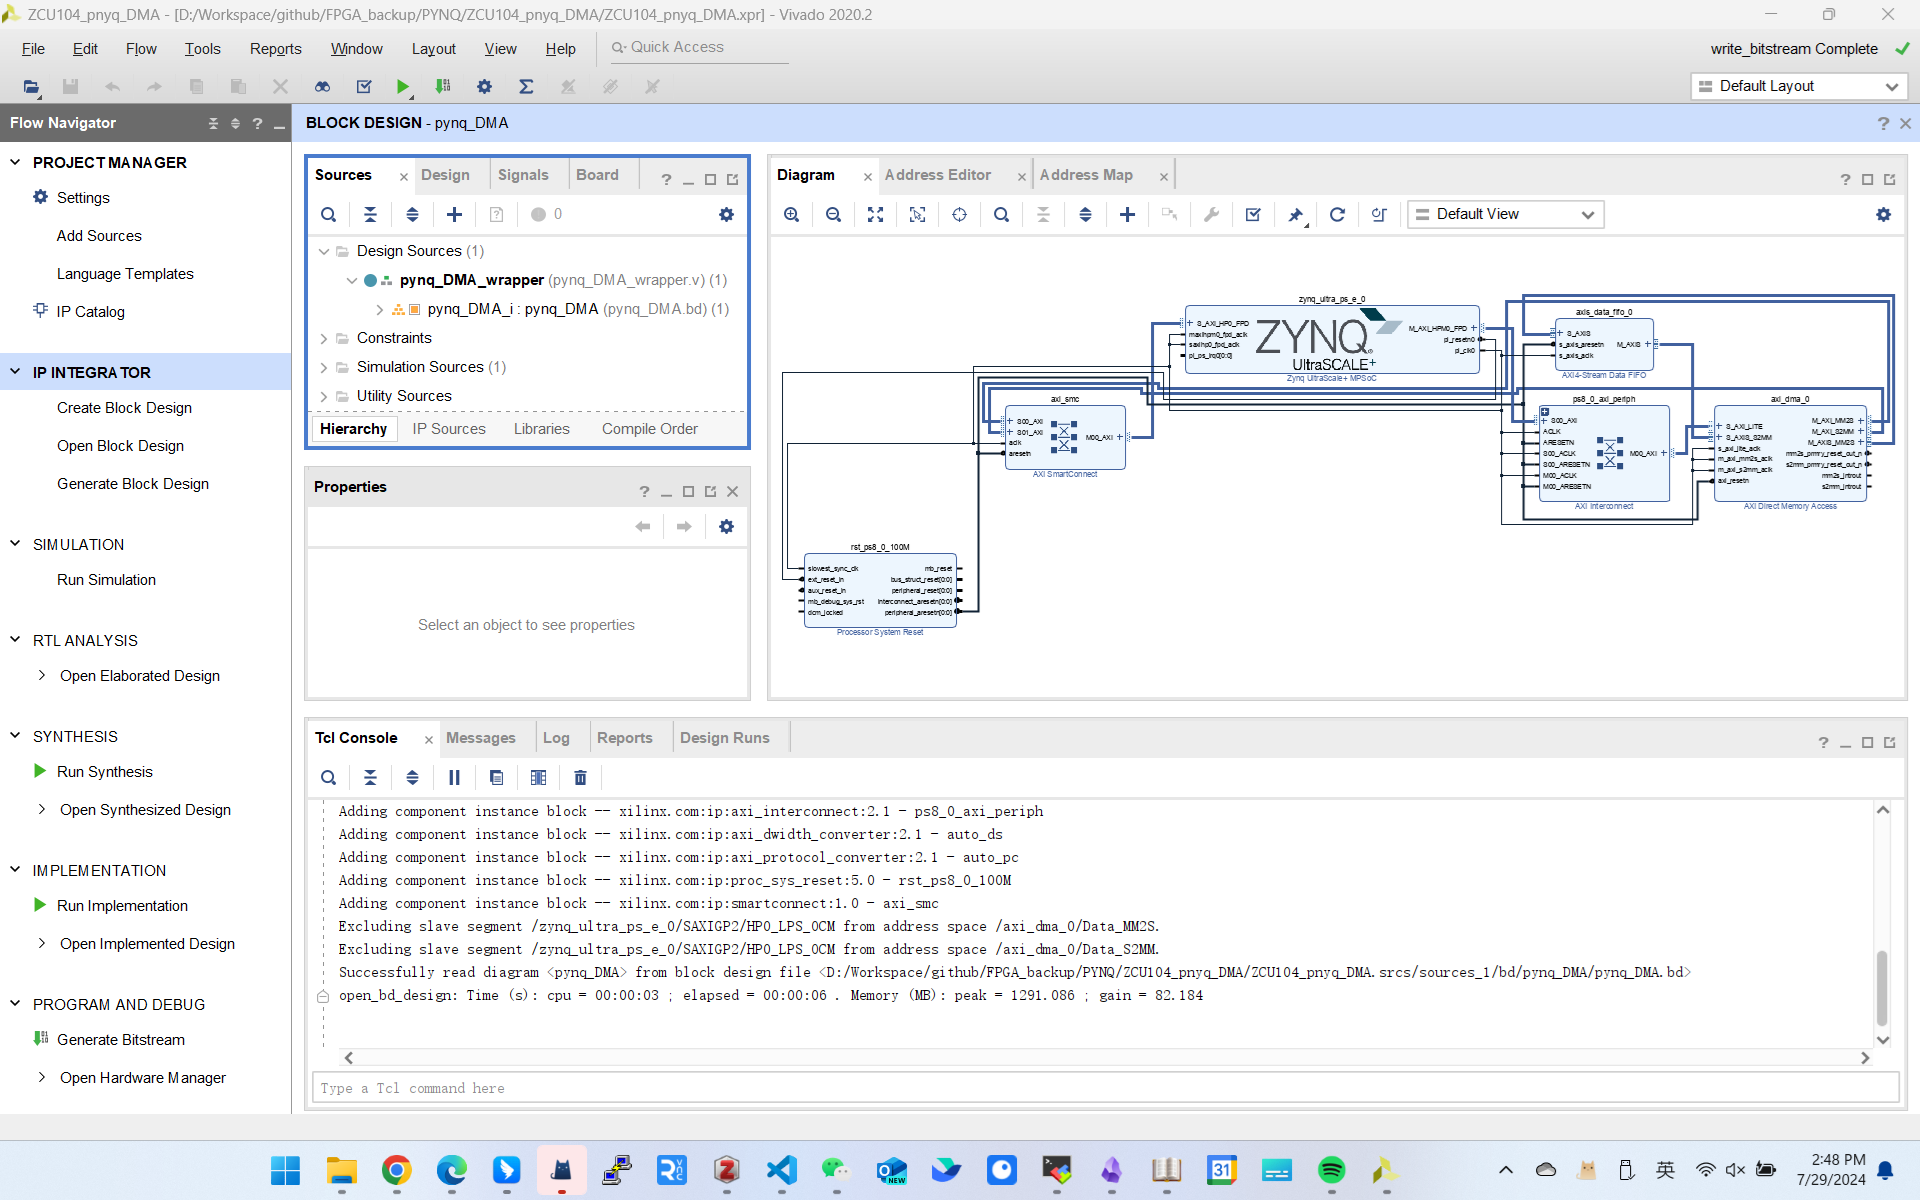 ZCU104_pnyq_DMA - [D:/Workspace/github/FPGA_backup/PYNQ/ZCU104_pnyq_DMA/ZCU104_pnyq_DMA.xpr] - Vivado 2020.2
File Edit Flow Tools Reports Window Layout View Help Quick Access
write_bitstream Complete
Default Layout
Flow Navigator
PROJECT MANAGER
Settings
Add Sources
Language Templates
IP Catalog
IP INTEGRATOR
Create Block Design
Open Block Design
Generate Block Design
SIMULATION
Run Simulation
RTL ANALYSIS
Open Elaborated Design
SYNTHESIS
Run Synthesis
Open Synthesized Design
IMPLEMENTATION
Run Implementation
Open Implemented Design
PROGRAM AND DEBUG
Generate Bitstream
Open Hardware Manager
BLOCK DESIGN - pynq_DMA
Sources Design Signals Board
0
Design Sources (1)
pynq_DMA_wrapper (pynq_DMA_wrapper.v) (1)
pynq_DMA_i : pynq_DMA (pynq_DMA.bd) (1)
Constraints
Simulation Sources (1)
Utility Sources
Hierarchy IP Sources Libraries Compile Order
Properties
Select an object to see properties
Diagram Address Editor Address Map
Default View
zynq_ultra_ps_e_0
S_AXI_HP0_FPD
maxihpm0_fpd_aclk
saxihp0_fpd_aclk
pl_ps_irq0[0:0]
ZYNQ
UltraSCALE+
M_AXI_HPM0_FPD
pl_resetn0
pl_clk0
Zynq UltraScale+ MPSoC
axis_data_fifo_0
S_AXIS
s_axis_aresetn
s_axis_aclk
M_AXIS
AXI4-Stream Data FIFO
axi_smc
S00_AXI
S01_AXI
aclk
aresetn
M00_AXI
AXI SmartConnect
ps8_0_axi_periph
S00_AXI
ACLK
ARESETN
S00_ACLK
S00_ARESETN
M00_ACLK
M00_ARESETN
M00_AXI
AXI Interconnect
axi_dma_0
S_AXI_LITE
S_AXIS_S2MM
s_axi_lite_aclk
m_axi_mm2s_aclk
m_axi_s2mm_aclk
axi_resetn
M_AXI_MM2S
M_AXI_S2MM
M_AXIS_MM2S
mm2s_prmry_reset_out_n
s2mm_prmry_reset_out_n
mm2s_introut
s2mm_introut
AXI Direct Memory Access
rst_ps8_0_100M
slowest_sync_clk
ext_reset_in
aux_reset_in
mb_debug_sys_rst
dcm_locked
mb_reset
bus_struct_reset[0:0]
peripheral_reset[0:0]
interconnect_aresetn[0:0]
peripheral_aresetn[0:0]
Processor System Reset
Tcl Console Messages Log Reports Design Runs
Adding component instance block -- xilinx.com:ip:axi_interconnect:2.1 - ps8_0_axi_periph
Adding component instance block -- xilinx.com:ip:axi_dwidth_converter:2.1 - auto_ds
Adding component instance block -- xilinx.com:ip:axi_protocol_converter:2.1 - auto_pc
Adding component instance block -- xilinx.com:ip:proc_sys_reset:5.0 - rst_ps8_0_100M
Adding component instance block -- xilinx.com:ip:smartconnect:1.0 - axi_smc
Excluding slave segment /zynq_ultra_ps_e_0/SAXIGP2/HP0_LPS_OCM from address space /axi_dma_0/Data_MM2S.
Excluding slave segment /zynq_ultra_ps_e_0/SAXIGP2/HP0_LPS_OCM from address space /axi_dma_0/Data_S2MM.
Successfully read diagram <pynq_DMA> from block design file <D:/Workspace/github/FPGA_backup/PYNQ/ZCU104_pnyq_DMA/ZCU104_pnyq_DMA.srcs/sources_1/bd/pynq_DMA/pynq_DMA.bd>
open_bd_design: Time (s): cpu = 00:00:03 ; elapsed = 00:00:06 . Memory (MB): peak = 1291.086 ; gain = 82.184
Type a Tcl command here
NEW
31
英
2:48 PM
7/29/2024